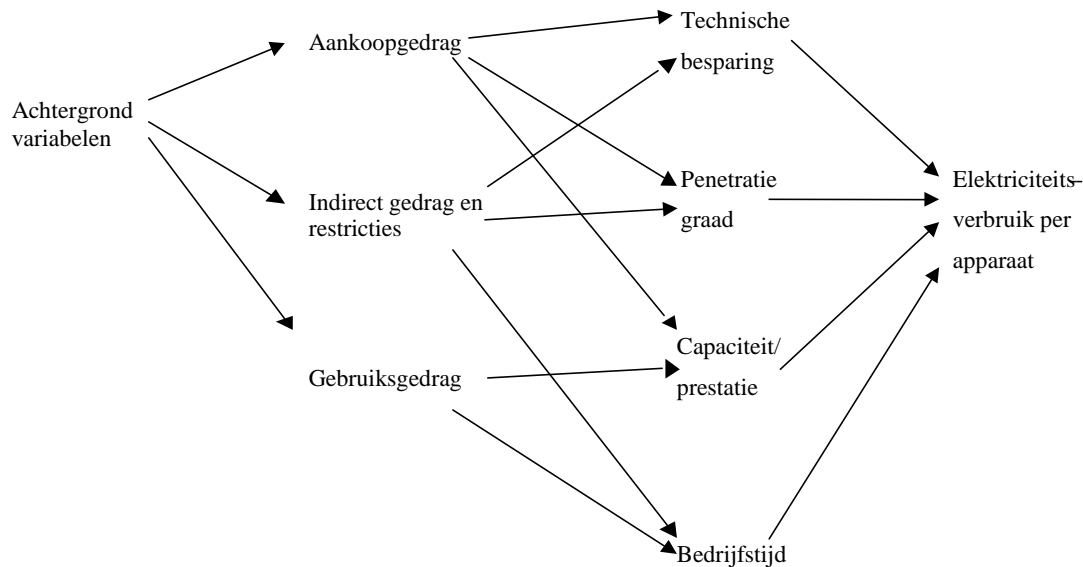 Achtergrond
variabelen
Aankoopgedrag
Indirect gedrag en
restricties
Gebruiksgedrag
Technische
besparing
Penetratie
graad
Capaciteit/
prestatie
Bedrijfstijd
Elektriciteits-
verbruik per
apparaat